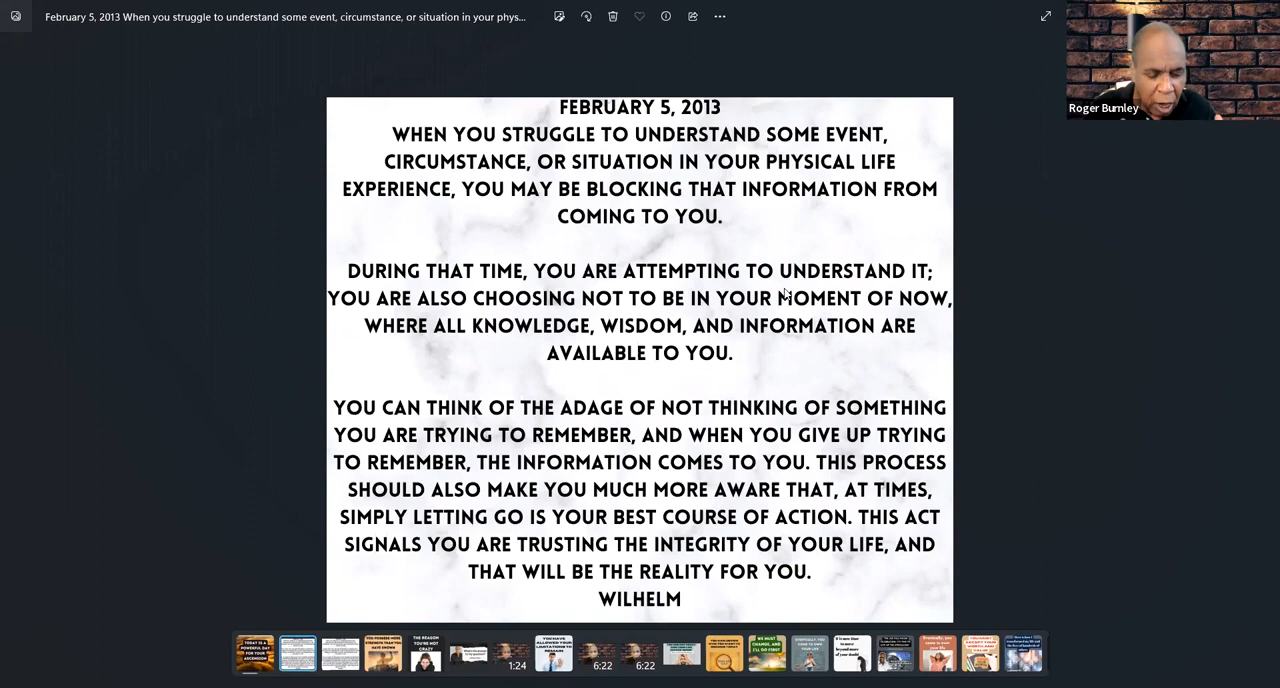 February 5, 2013 When you struggle to understand some event, circumstance, or situation in your phys...
Roger Burnley
FEBRUARY 5, 2013
WHEN YOU STRUGGLE TO UNDERSTAND SOME EVENT,
CIRCUMSTANCE, OR SITUATION IN YOUR PHYSICAL LIFE
EXPERIENCE, YOU MAY BE BLOCKING THAT INFORMATION FROM
COMING TO YOU.
DURING THAT TIME, YOU ARE ATTEMPTING TO UNDERSTAND IT;
YOU ARE ALSO CHOOSING NOT TO BE IN YOUR MOMENT OF NOW,
WHERE ALL KNOWLEDGE, WISDOM, AND INFORMATION ARE
AVAILABLE TO YOU.
YOU CAN THINK OF THE ADAGE OF NOT THINKING OF SOMETHING
YOU ARE TRYING TO REMEMBER, AND WHEN YOU GIVE UP TRYING
TO REMEMBER, THE INFORMATION COMES TO YOU. THIS PROCESS
SHOULD ALSO MAKE YOU MUCH MORE AWARE THAT, AT TIMES,
SIMPLY LETTING GO IS YOUR BEST COURSE OF ACTION. THIS ACT
SIGNALS YOU ARE TRUSTING THE INTEGRITY OF YOUR LIFE, AND
THAT WILL BE THE REALITY FOR YOU.
WILHELM
THE REASON
YOU'RE NOT
CRAZY
1:24
6:22
6:22